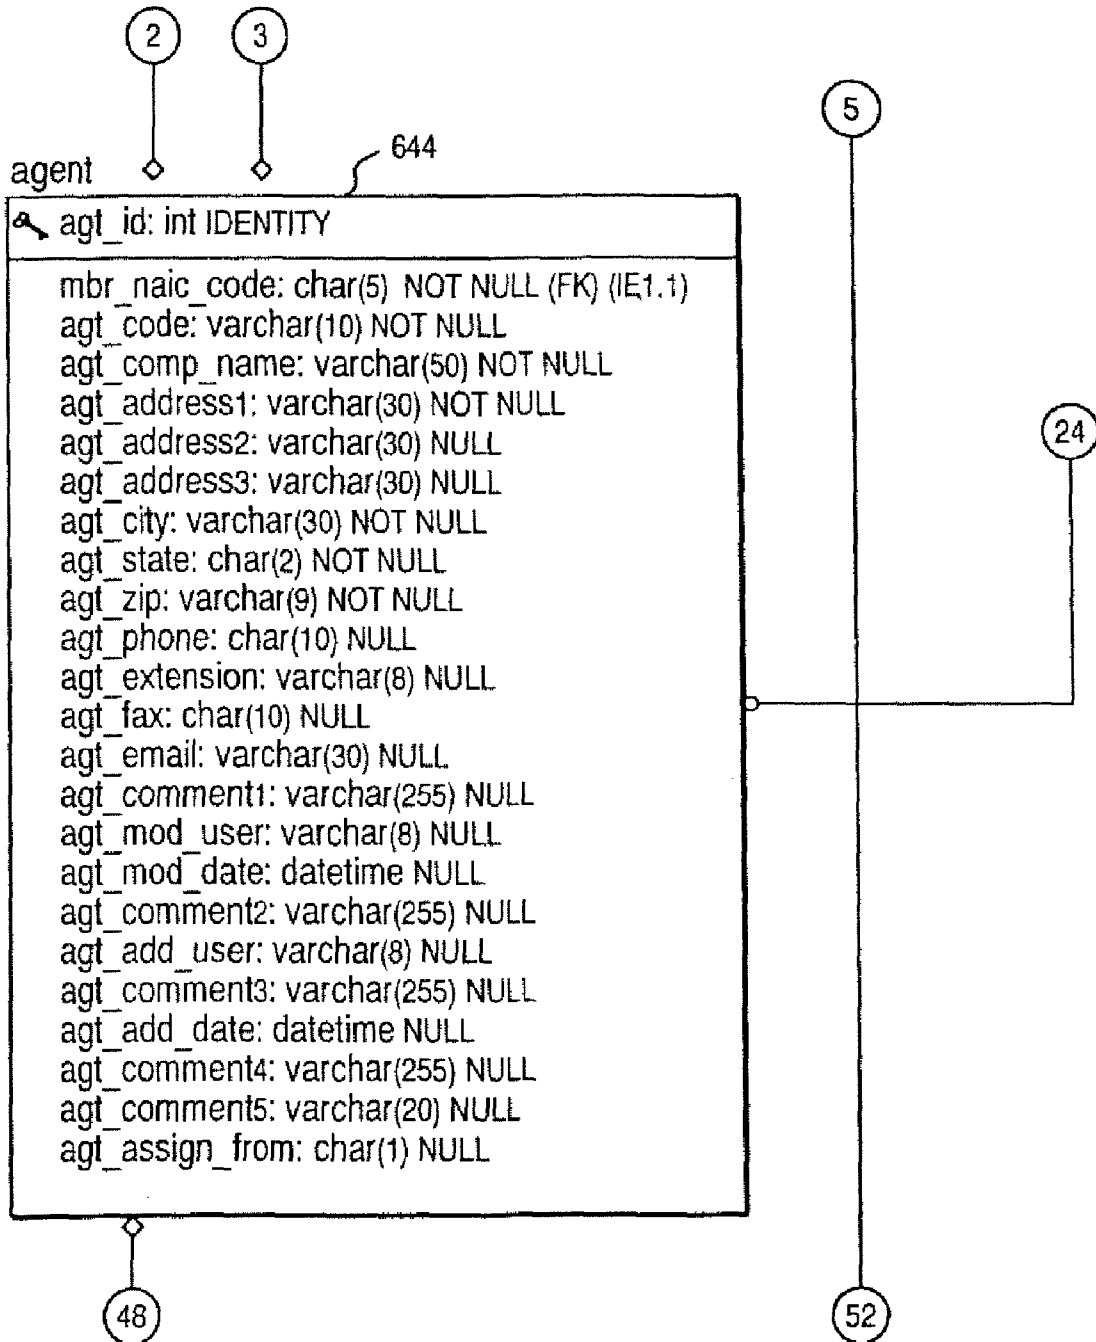 2
3
5
644
agent
agt_id: int IDENTITY
mbr_naic_code: char(5) NOT NULL (FK) (IE1.1)
agt_code: varchar(10) NOT NULL
agt_comp_name: varchar(50) NOT NULL
agt_address1: varchar(30) NOT NULL
agt_address2: varchar(30) NULL
agt_address3: varchar(30) NULL
agt_city: varchar(30) NOT NULL
agt_state: char(2) NOT NULL
agt_zip: varchar(9) NOT NULL
agt_phone: char(10) NULL
agt_extension: varchar(8) NULL
agt_fax: char(10) NULL
agt_email: varchar(30) NULL
agt_comment1: varchar(255) NULL
agt_mod_user: varchar(8) NULL
agt_mod_date: datetime NULL
agt_comment2: varchar(255) NULL
agt_add_user: varchar(8) NULL
agt_comment3: varchar(255) NULL
agt_add_date: datetime NULL
agt_comment4: varchar(255) NULL
agt_comment5: varchar(20) NULL
agt_assign_from: char(1) NULL
24
48
52